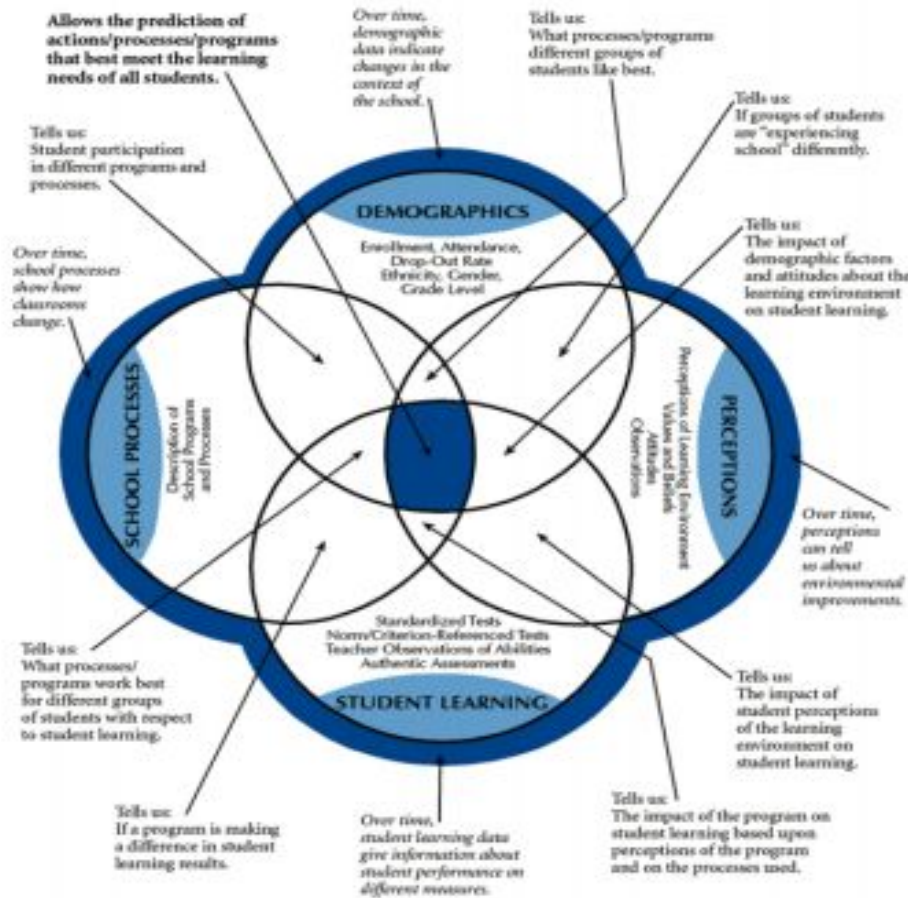 Allows the prediction of
actions/processes/programs
that best meet the learning
needs of all students.
Over time,
demographic
data indicate
changes in the
context of
the school.
Tells us:
What processes/programs
different groups of
students like best.
Tells us:
If groups of students
are "experiencing
school" differently.
Tells us:
Student participation
in different programs and
processes.
Tells us:
The impact of
demographic factors
and attitudes about the
learning environment
on student learning.
Over time,
school processes
show how
classrooms
change.
DEMOGRAPHICS
Enrollment, Attendance,
Drop-Out Rate
Ethnicity, Gender,
Grade Level
SCHOOL PROCESSES
Description of
School Programs
and Processes
PERCEPTIONS
Perceptions of Learning Environment
Values and Beliefs
Attitudes
Observations
Over time,
perceptions
can tell
us about
environmental
improvements.
Standardized Tests
Norm/Criterion-Referenced Tests
Teacher Observations of Abilities
Authentic Assessments
STUDENT LEARNING
Tells us:
What processes/
programs work best
for different groups
of students with respect
to student learning.
Tells us:
The impact of
student perceptions
of the learning
environment on
student learning.
Tells us:
If a program is making
a difference in student
learning results.
Over time,
student learning data
give information about
student performance on
different measures.
Tells us:
The impact of the program on
student learning based upon
perceptions of the program
and on the processes used.